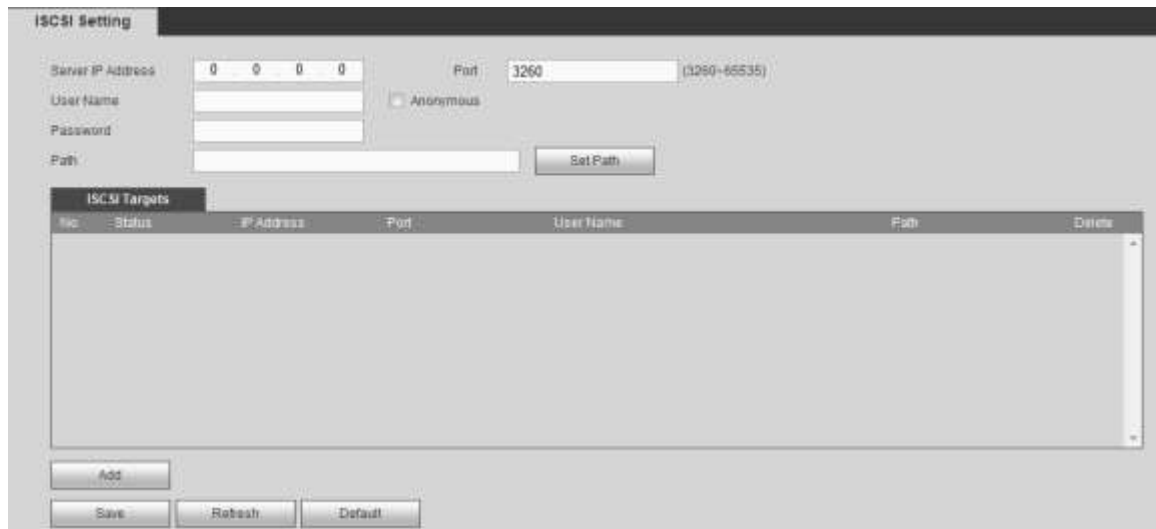 ISCSI Setting
Server IP Address 0 . 0 . 0 . 0 Port 3260 (3260~65535)
User Name Anonymous
Password
Path Set Path
ISCSI Targets
No. Status IP Address Port User Name Path Delete
Add
Save Refresh Default